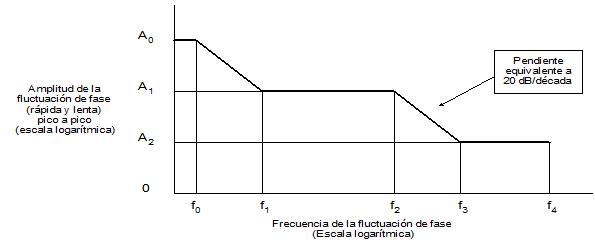 A0
Pendiente
equivalente a
20 dB/década
Amplitud de la
fluctuación de fase
(rápida y lenta)
pico a pico
(escala logarítmica)
A1
A2
0
f0 f1 f2 f3 f4
Frecuencia de la fluctuación de fase
(Escala logarítmica)